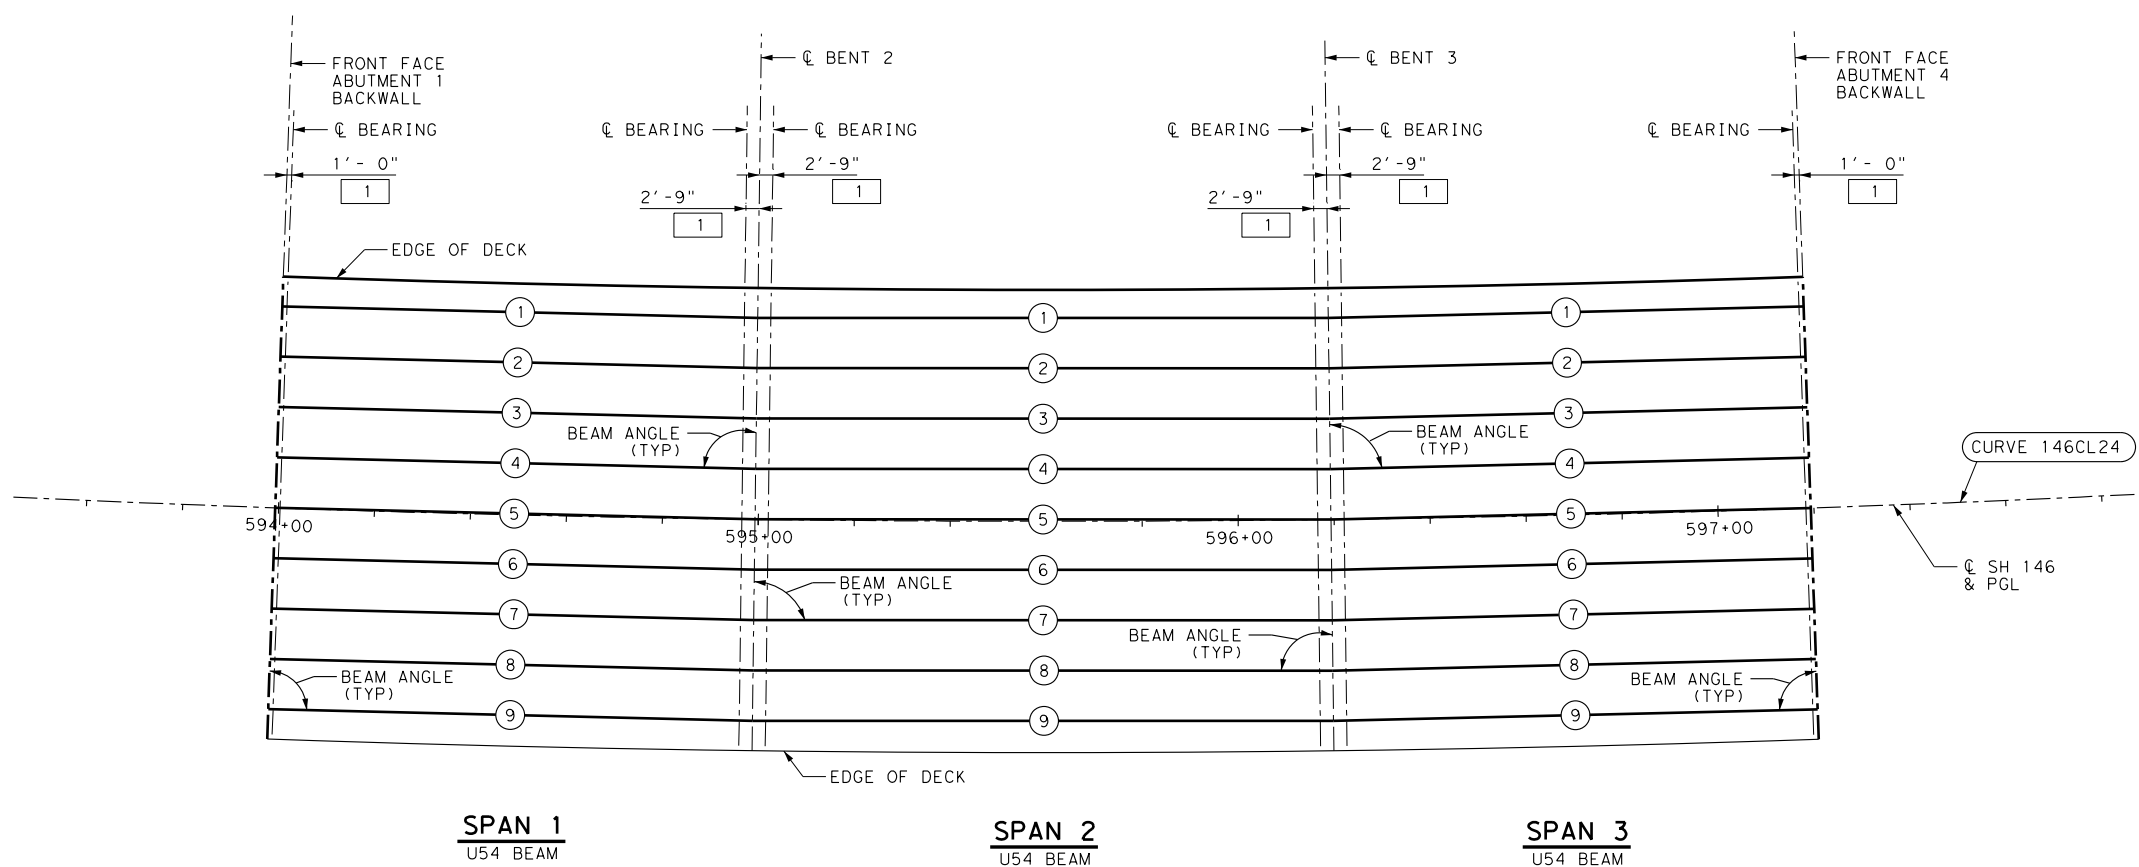 FRONT FACE
ABUTMENT 1
BACKWALL
℄ BENT 2
℄ BENT 3
FRONT FACE
ABUTMENT 4
BACKWALL
℄ BEARING
℄ BEARING
℄ BEARING
℄ BEARING
℄ BEARING
℄ BEARING
1'- 0"
1
2'-9"
1
2'-9"
1
2'-9"
1
2'-9"
1
1'- 0"
1
EDGE OF DECK
1 1 1
2 2 2
3 3 3
BEAM ANGLE
(TYP)
BEAM ANGLE
(TYP)
4 4 4
CURVE 146CL24
5 5 5
594+00 595+00 596+00 597+00
6 6 6
BEAM ANGLE
(TYP)
℄ SH 146
& PGL
7 7 7
BEAM ANGLE
(TYP)
8 8 8
BEAM ANGLE
(TYP)
BEAM ANGLE
(TYP)
9 9 9
EDGE OF DECK
SPAN 1
U54 BEAM
SPAN 2
U54 BEAM
SPAN 3
U54 BEAM